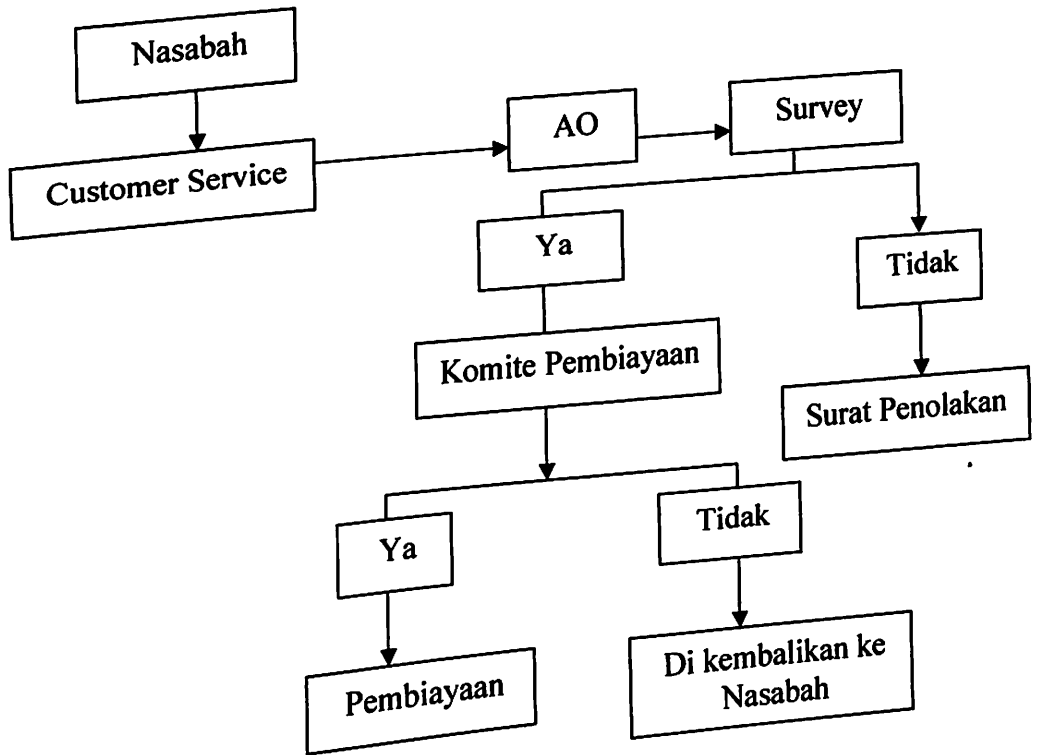 Nasabah
Customer Service
AO
Survey
Ya
Tidak
Komite Pembiayaan
Surat Penolakan
Ya
Tidak
Pembiayaan
Di kembalikan ke
Nasabah